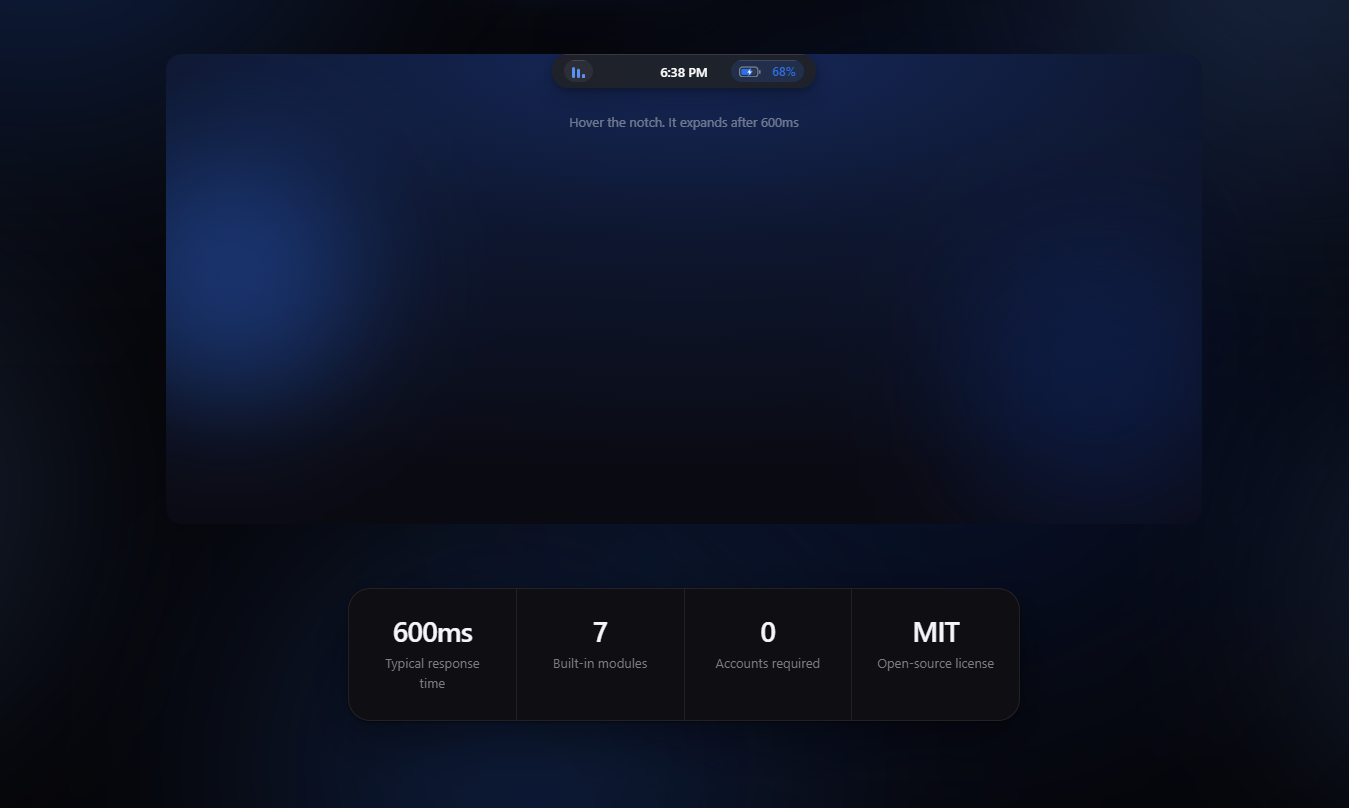 6:38 PM
68%
Hover the notch. It expands after 600ms
600ms
Typical response
time
7
Built-in modules
0
Accounts required
MIT
Open-source license